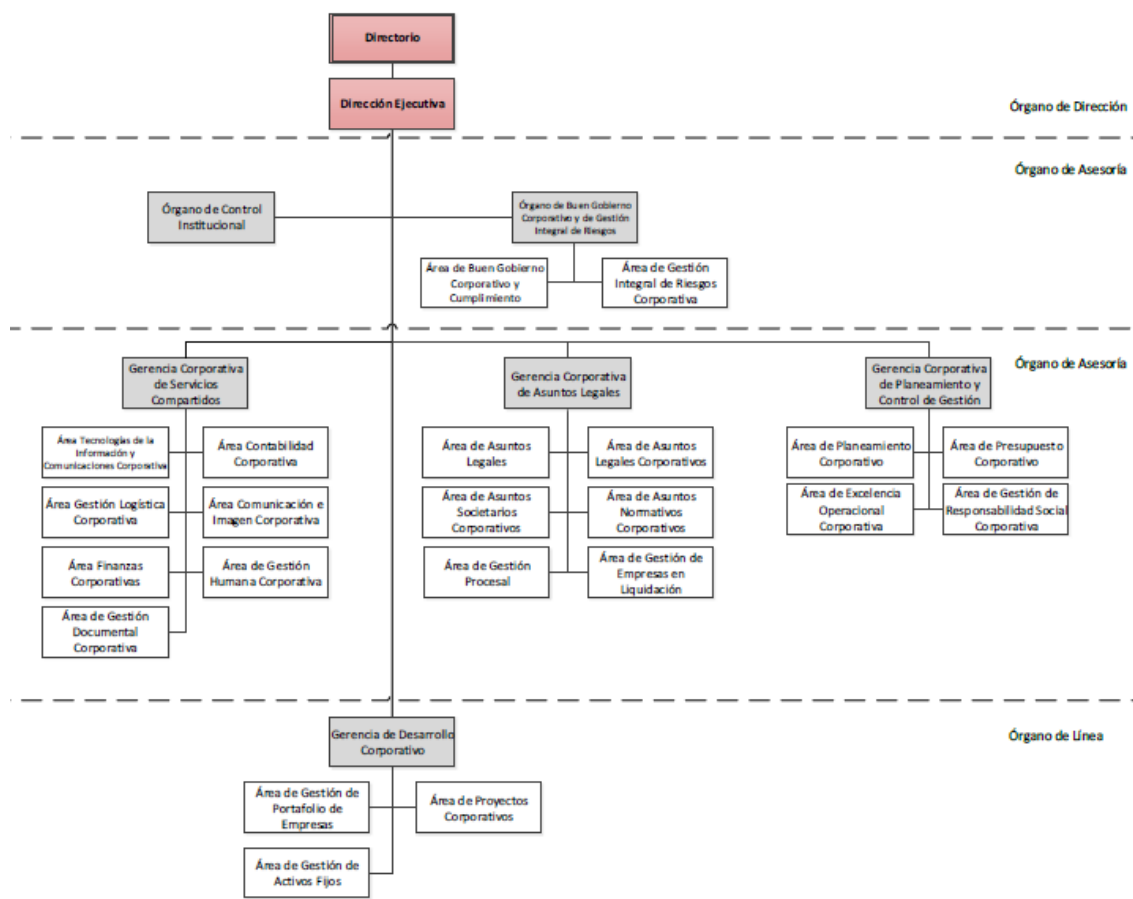 Directorio
Dirección Ejecutiva
Órgano de Dirección
Órgano de Asesoría
Órgano de Control
Institucional
Órgano de Buen Gobierno
Corporativo y de Gestión
Integral de Riesgos
Área de Buen Gobierno
Corporativo y
Cumplimiento
Área de Gestión
Integral de Riesgos
Corporativa
Órgano de Asesoría
Gerencia Corporativa
de Servicios
Compartidos
Gerencia Corporativa
de Asuntos Legales
Gerencia Corporativa
de Planeamiento y
Control de Gestión
Área Tecnologías de la
Información y
Comunicaciones Corporativa
Área Contabilidad
Corporativa
Área de Asuntos
Legales
Área de Asuntos
Legales Corporativos
Área de Planeamiento
Corporativo
Área de Presupuesto
Corporativo
Área Gestión Logística
Corporativa
Área Comunicación e
Imagen Corporativa
Área de Asuntos
Societarios
Corporativos
Área de Asuntos
Normativos
Corporativos
Área de Excelencia
Operacional
Corporativa
Área de Gestión de
Responsabilidad Social
Corporativa
Área Finanzas
Corporativas
Área de Gestión
Humana Corporativa
Área de Gestión
Procesal
Área de Gestión de
Empresas en
Liquidación
Área de Gestión
Documental
Corporativa
Gerencia de Desarrollo
Corporativo
Órgano de Línea
Área de Gestión de
Portafolio de
Empresas
Área de Proyectos
Corporativos
Área de Gestión de
Activos Fijos